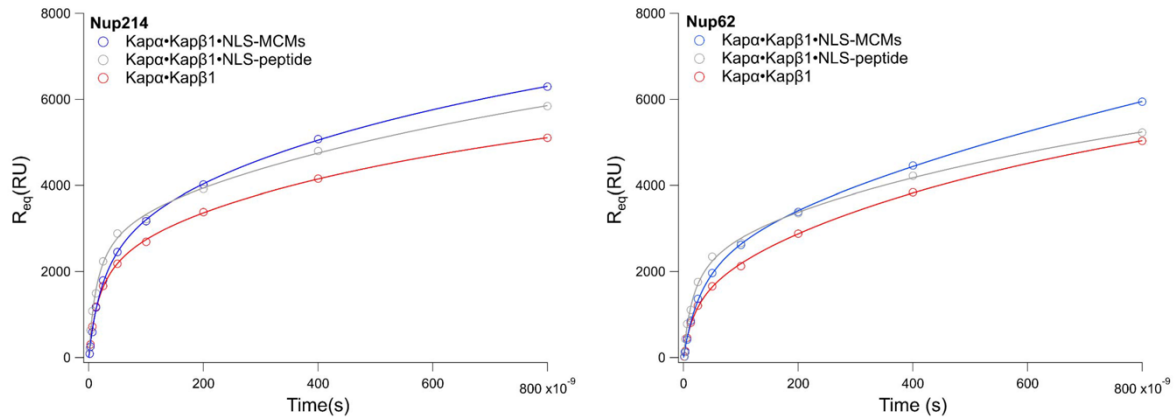 Nup214
Kapα•Kapβ1•NLS-MCMs
Kapα•Kapβ1•NLS-peptide
Kapα•Kapβ1
8000
6000
4000
2000
0
Req(RU)
0
200
400
600
800 x10-9
Time(s)
Nup62
Kapα•Kapβ1•NLS-MCMs
Kapα•Kapβ1•NLS-peptide
Kapα•Kapβ1
8000
6000
4000
2000
0
Req(RU)
0
200
400
600
800 x10-9
Time (s)